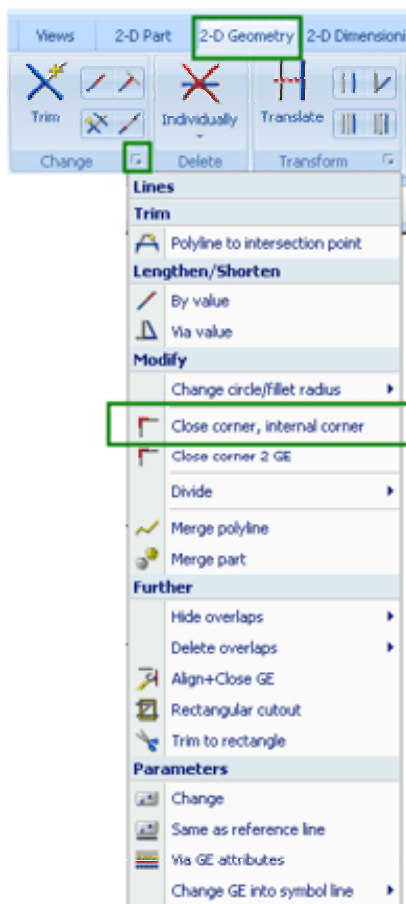 Views 2-D Part 2-D Geometry 2-D Dimensioni
Trim Individually Translate
Change Delete Transform
Lines
Trim
Polyline to intersection point
Lengthen/Shorten
By value
Via value
Modify
Change circle/fillet radius
Close corner, internal corner
Close corner 2 GE
Divide
Merge polyline
Merge part
Further
Hide overlaps
Delete overlaps
Align+Close GE
Rectangular cutout
Trim to rectangle
Parameters
Change
Same as reference line
Via GE attributes
Change GE into symbol line